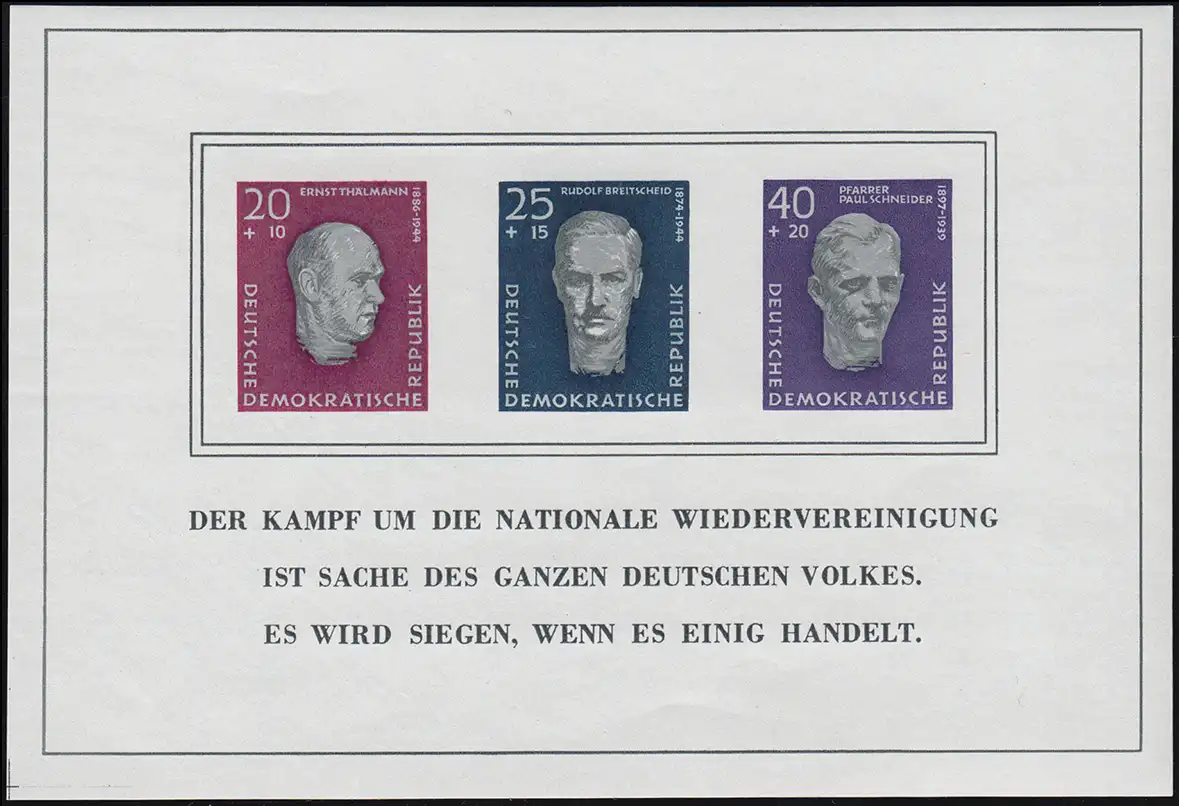 20
+ 10
ERNST THÄLMANN
1886-1944
DEUTSCHE
DEMOKRATISCHE
REPUBLIK
25
+ 15
RUDOLF BREITSCHEID
1874-1944
DEUTSCHE
DEMOKRATISCHE
REPUBLIK
40
+ 20
PFARRER
PAUL SCHNEIDER
1897-1939
DEUTSCHE
DEMOKRATISCHE
REPUBLIK
DER KAMPF UM DIE NATIONALE WIEDERVEREINIGUNG
IST SACHE DES GANZEN DEUTSCHEN VOLKES.
ES WIRD SIEGEN, WENN ES EINIG HANDELT.